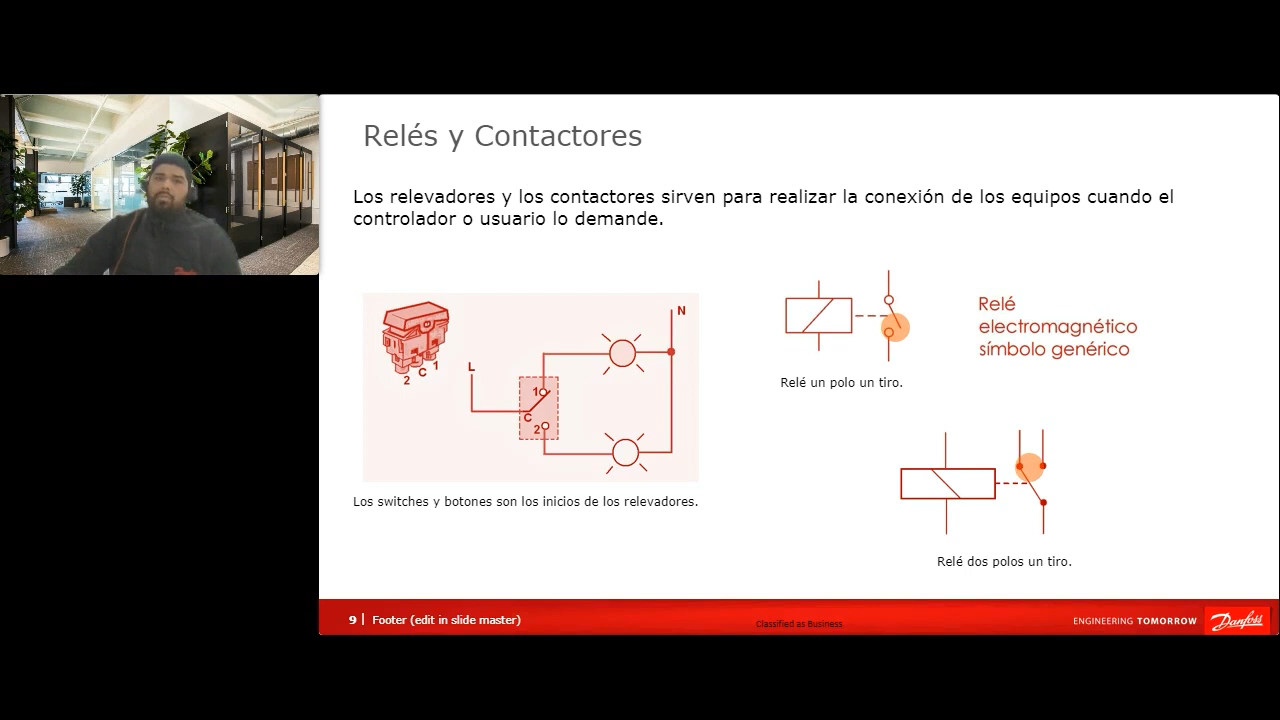 Relés y Contactores
Los relevadores y los contactores sirven para realizar la conexión de los equipos cuando el
controlador o usuario lo demande.
N
L
1
C
2
2 C 1
Los switches y botones son los inicios de los relevadores.
Relé
electromagnético
símbolo genérico
Relé un polo un tiro.
Relé dos polos un tiro.
9 | Footer (edit in slide master)
Classified as Business
ENGINEERING TOMORROW
Danfoss